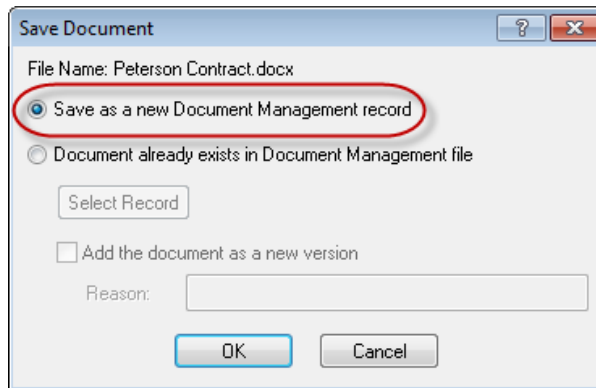 Save Document
File Name: Peterson Contract.docx
Save as a new Document Management record
Document already exists in Document Management file
Select Record
Add the document as a new version
Reason:
OK Cancel